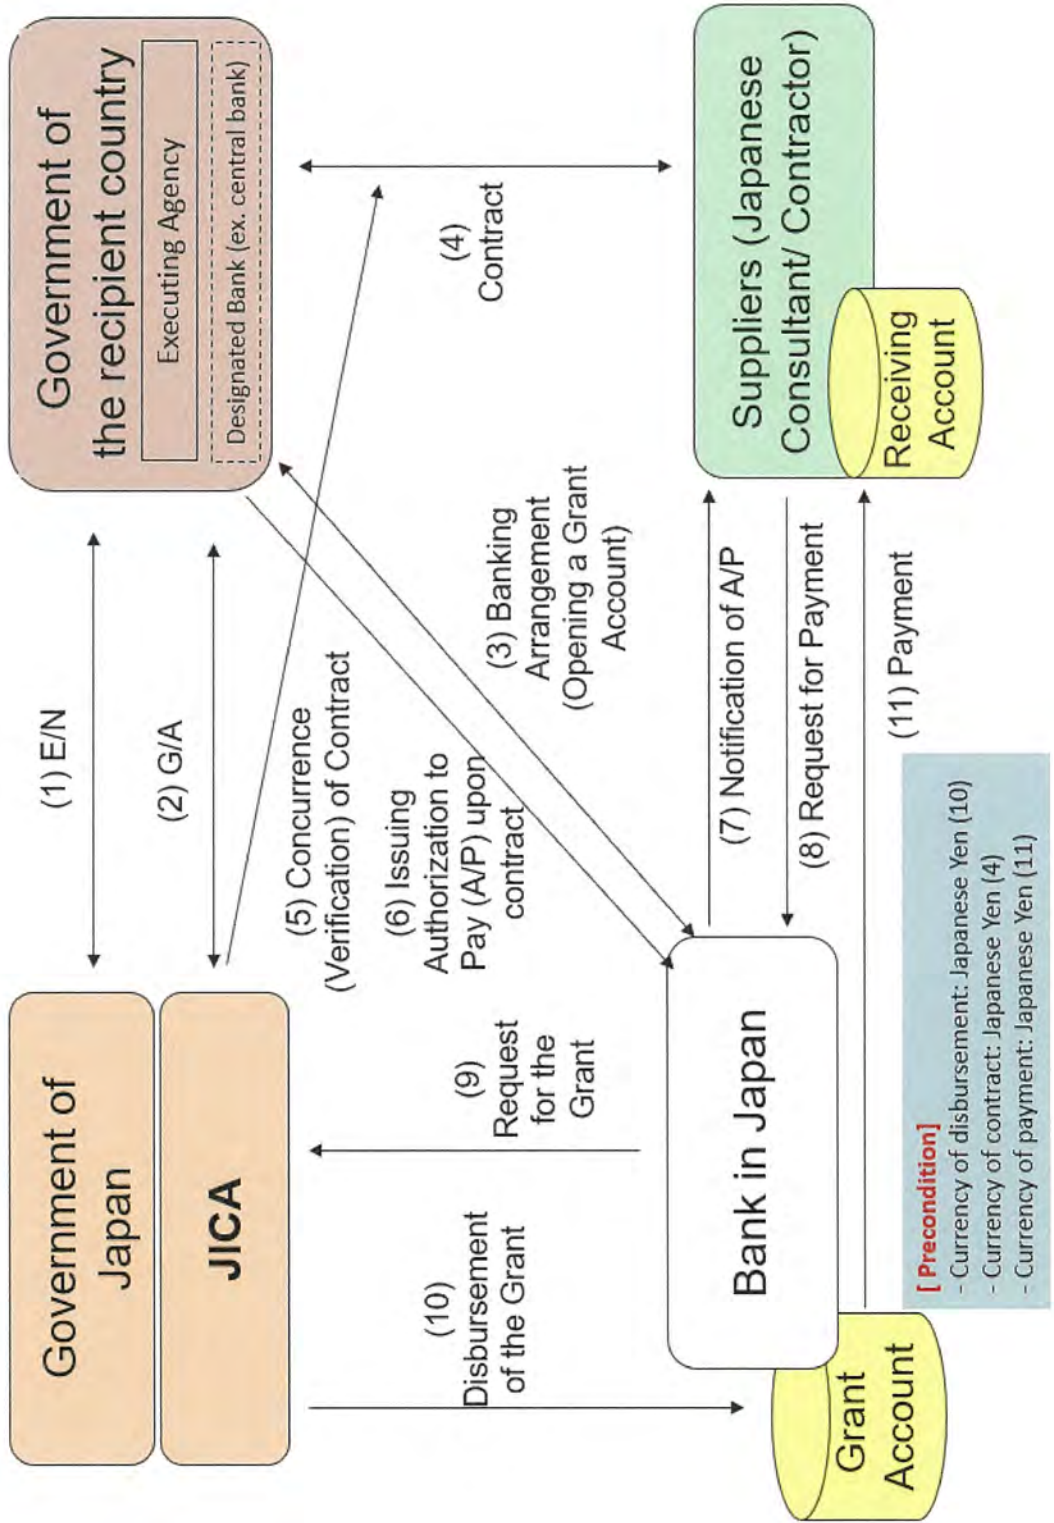 Government of
Japan
JICA
(1) E/N
(2) G/A
Government of
the recipient country
Executing Agency
Designated Bank (ex. central bank)
(5) Concurrence
(Verification) of Contract
(6) Issuing
Authorization to
Pay (A/P) upon
contract
(3) Banking
Arrangement
(Opening a Grant
Account)
(4)
Contract
(10)
Disbursement
of the Grant
(9)
Request
for the
Grant
Bank in Japan
Grant
Account
(7) Notification of A/P
(8) Request for Payment
(11) Payment
Suppliers (Japanese
Consultant/ Contractor)
Receiving
Account
[ Precondition]
- Currency of disbursement: Japanese Yen (10)
- Currency of contract: Japanese Yen (4)
- Currency of payment: Japanese Yen (11)